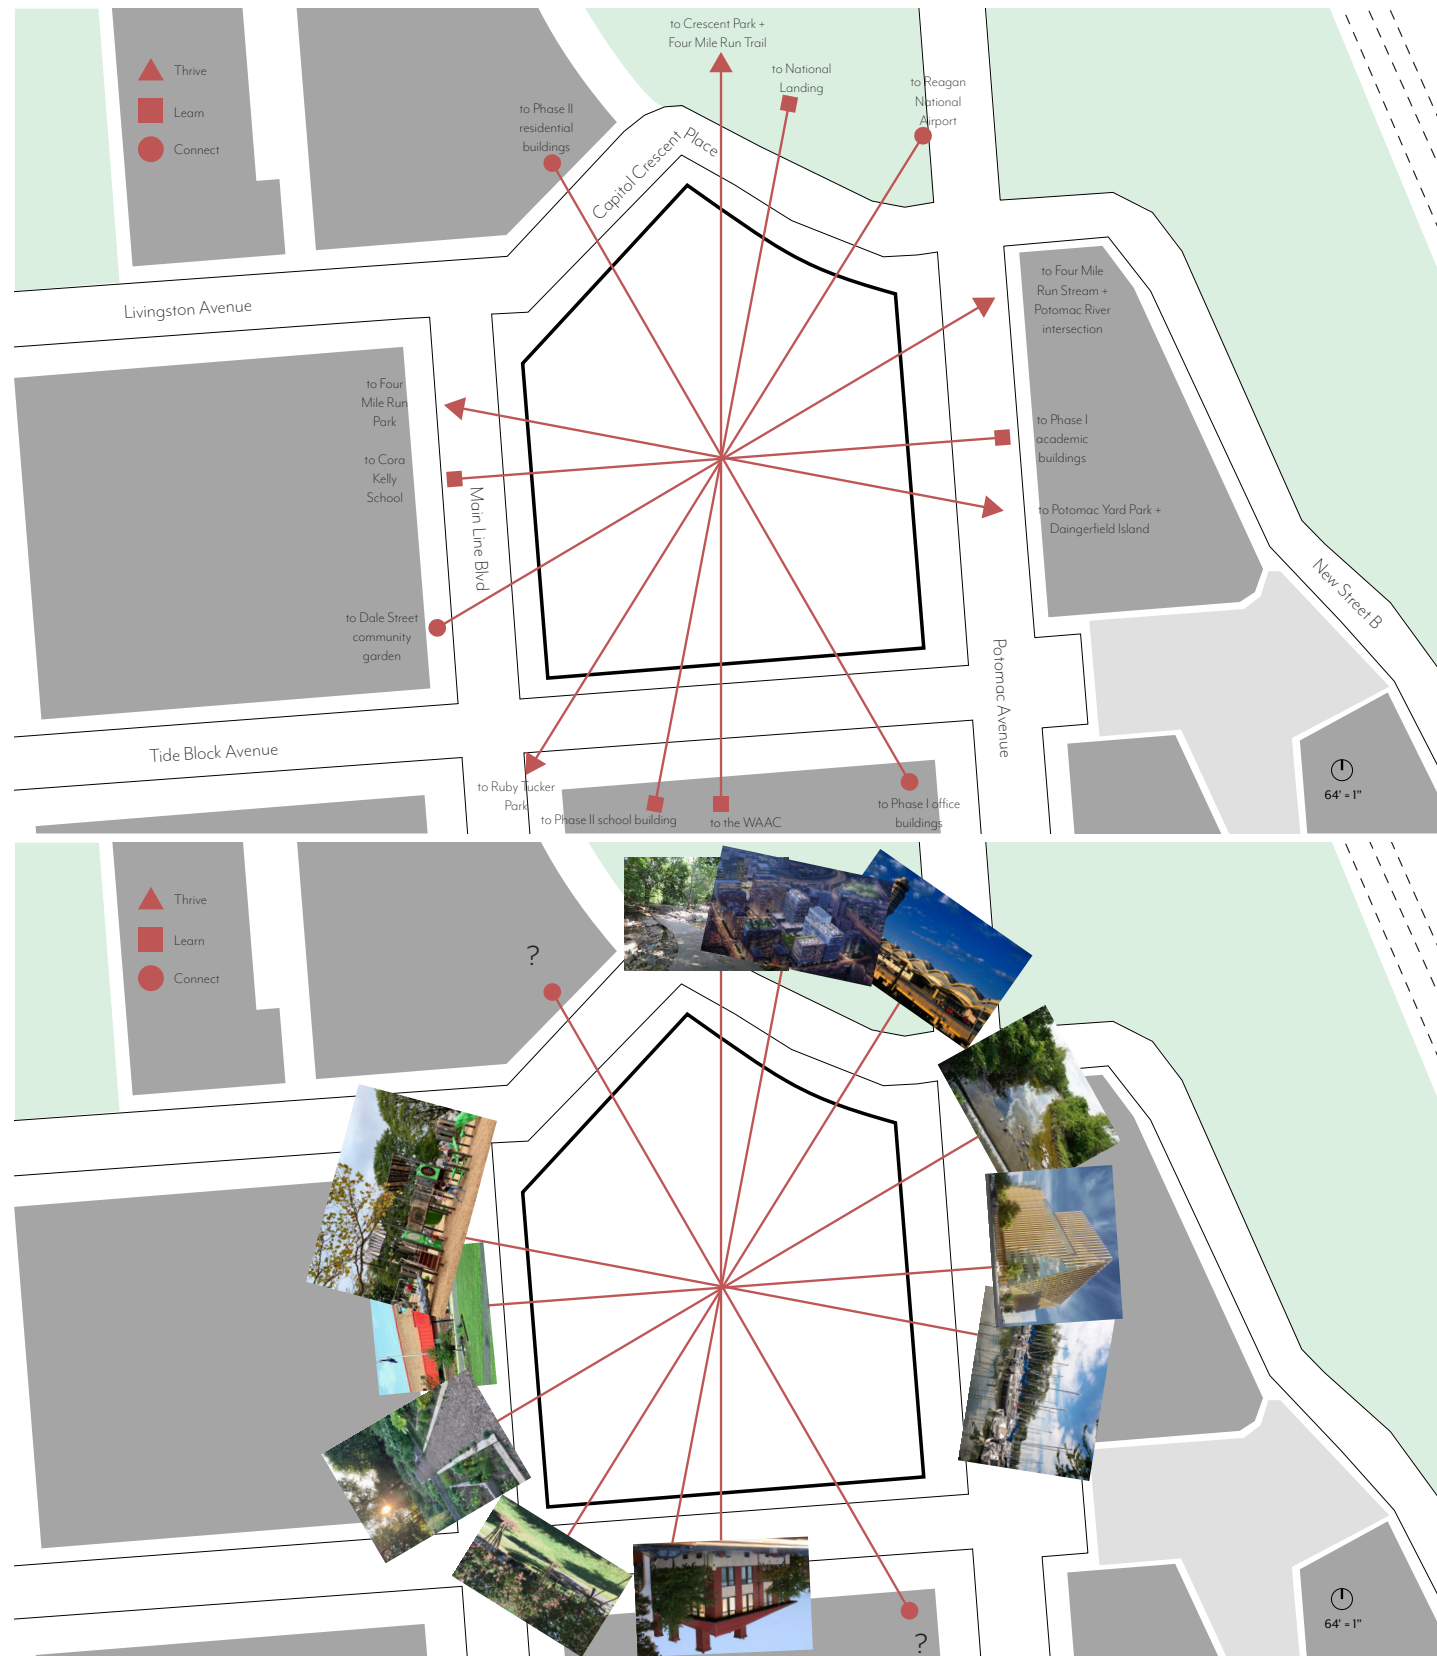 to Crescent Park +
Four Mile Run Trail
to National
Landing
to Reagan
National
Airport
Thrive
Learn
Connect
to Phase II
residential
buildings
Capitol Crescent Place
Livingston Avenue
to Four Mile
Run Stream +
Potomac River
intersection
to Four
Mile Run
Park
to Cora
Kelly
School
to Phase I
academic
buildings
Main Line Blvd
to Potomac Yard Park +
Daingerfield Island
New Street B
to Dale Street
community
garden
Potomac Avenue
Tide Block Avenue
to Ruby Tucker
Park
to Phase II school building
to the WAAC
to Phase I office
buildings
64' = 1"
Thrive
Learn
Connect
?
?
64' = 1"